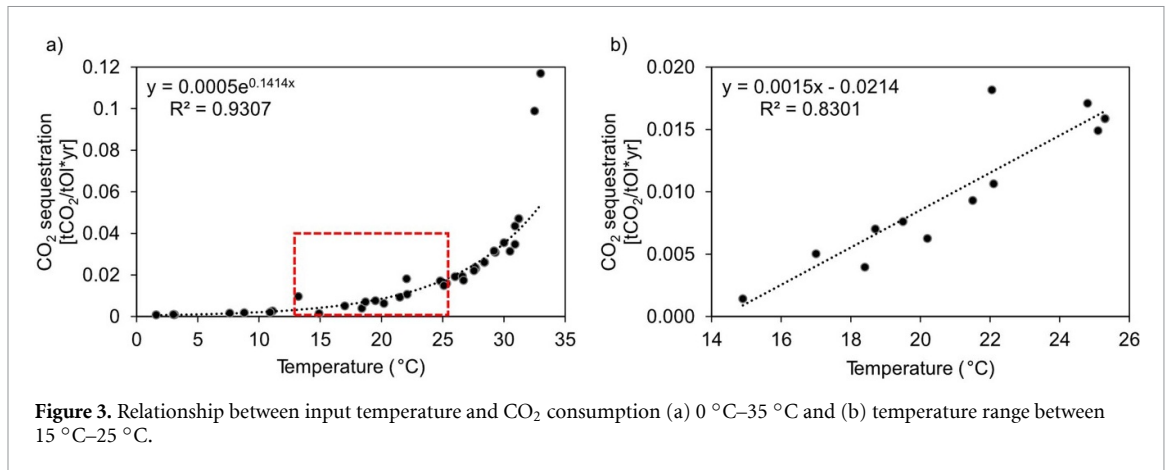 a)
y = 0.0005e^0.1414x
R² = 0.9307
CO₂ sequestration
[tCO₂/tOl*yr]
0.12
0.1
0.08
0.06
0.04
0.02
0
0 5 10 15 20 25 30 35
Temperature (°C)
b)
y = 0.0015x - 0.0214
R² = 0.8301
CO₂ sequestration
[tCO₂/tOl*yr]
0.020
0.015
0.010
0.005
0.000
14 16 18 20 22 24 26
Temperature (°C)
Figure 3. Relationship between input temperature and CO₂ consumption (a) 0 °C–35 °C and (b) temperature range between
15 °C–25 °C.